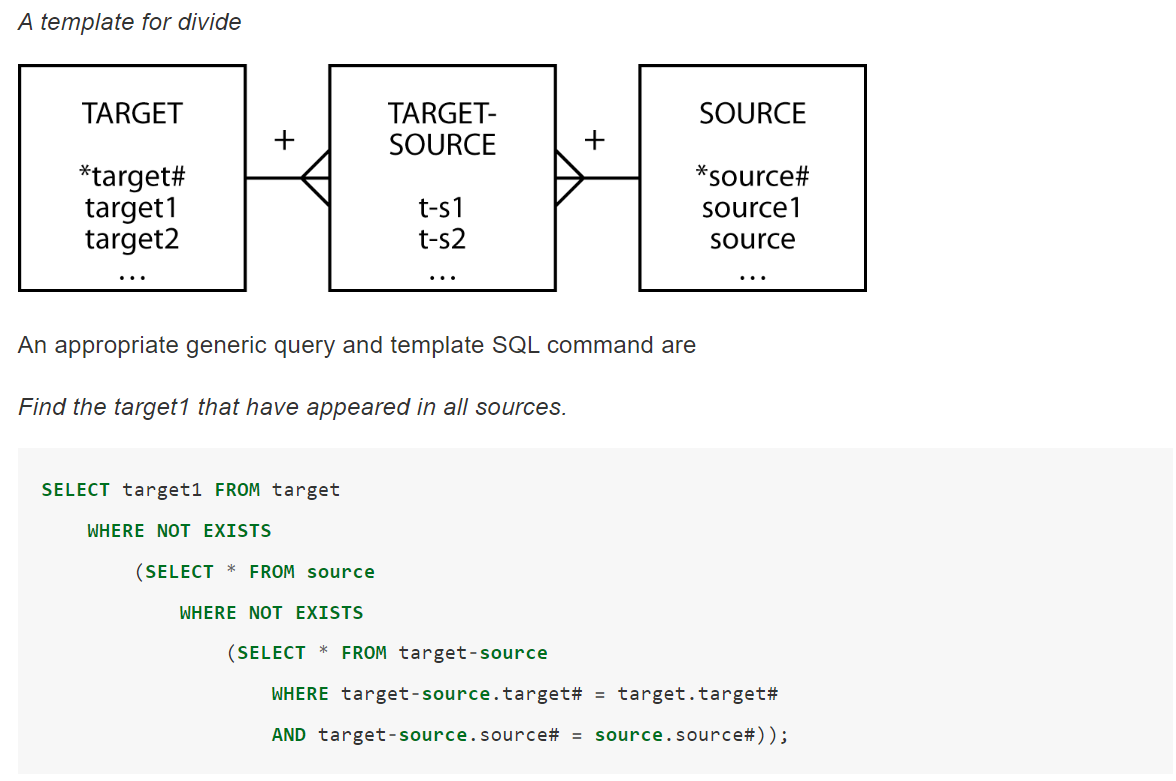 A template for divide
TARGET
*target#
target1
target2
...
+
TARGET-
SOURCE
t-s1
t-s2
...
+
SOURCE
*source#
source1
source
...
An appropriate generic query and template SQL command are
Find the target1 that have appeared in all sources.
SELECT target1 FROM target
WHERE NOT EXISTS
(SELECT * FROM source
WHERE NOT EXISTS
(SELECT * FROM target-source
WHERE target-source.target# = target.target#
AND target-source.source# = source.source#));